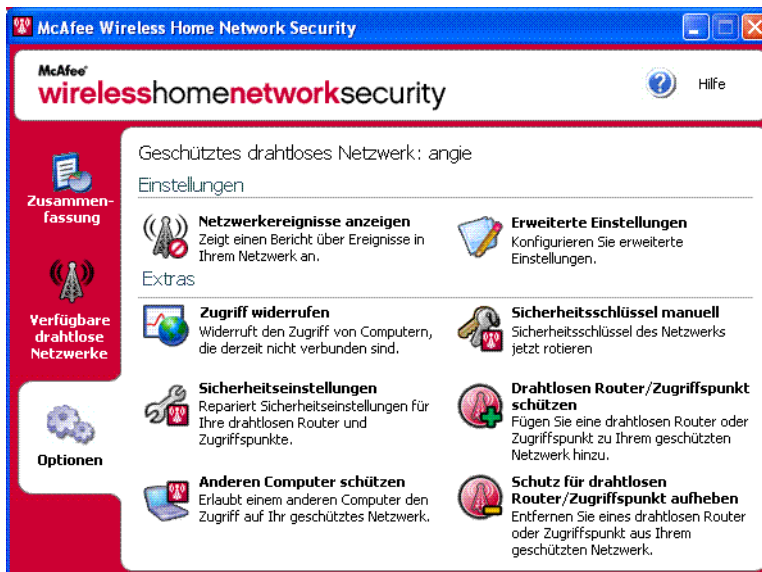 McAfee Wireless Home Network Security
McAfee
wirelesshomenetworksecurity
Hilfe
Zusammen-
fassung
Verfügbare
drahtlose
Netzwerke
Optionen
Geschütztes drahtloses Netzwerk: angie
Einstellungen
Netzwerkereignisse anzeigen
Zeigt einen Bericht über Ereignisse in
Ihrem Netzwerk an.
Erweiterte Einstellungen
Konfigurieren Sie erweiterte
Einstellungen.
Extras
Zugriff widerrufen
Widerruft den Zugriff von Computern,
die derzeit nicht verbunden sind.
Sicherheitsschlüssel manuell
Sicherheitsschlüssel des Netzwerks
jetzt rotieren
Sicherheitseinstellungen
Repariert Sicherheitseinstellungen für
Ihre drahtlosen Router und
Zugriffspunkte.
Drahtlosen Router/Zugriffspunkt
schützen
Fügen Sie eine drahtlosen Router oder
Zugriffspunkt zu Ihrem geschützten
Netzwerk hinzu.
Anderen Computer schützen
Erlaubt einem anderen Computer den
Zugriff auf Ihr geschütztes Netzwerk.
Schutz für drahtlosen
Router/Zugriffspunkt aufheben
Entfernen Sie eines drahtlosen Router
oder Zugriffspunkt aus Ihrem
geschützten Netzwerk.